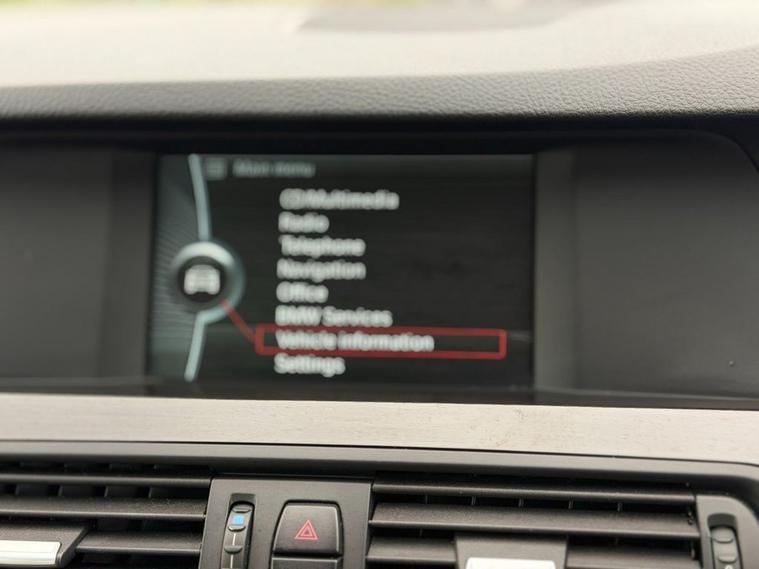 Main menu
CD/Multimedia
Radio
Telephone
Navigation
Office
BMW Services
Vehicle information
Settings